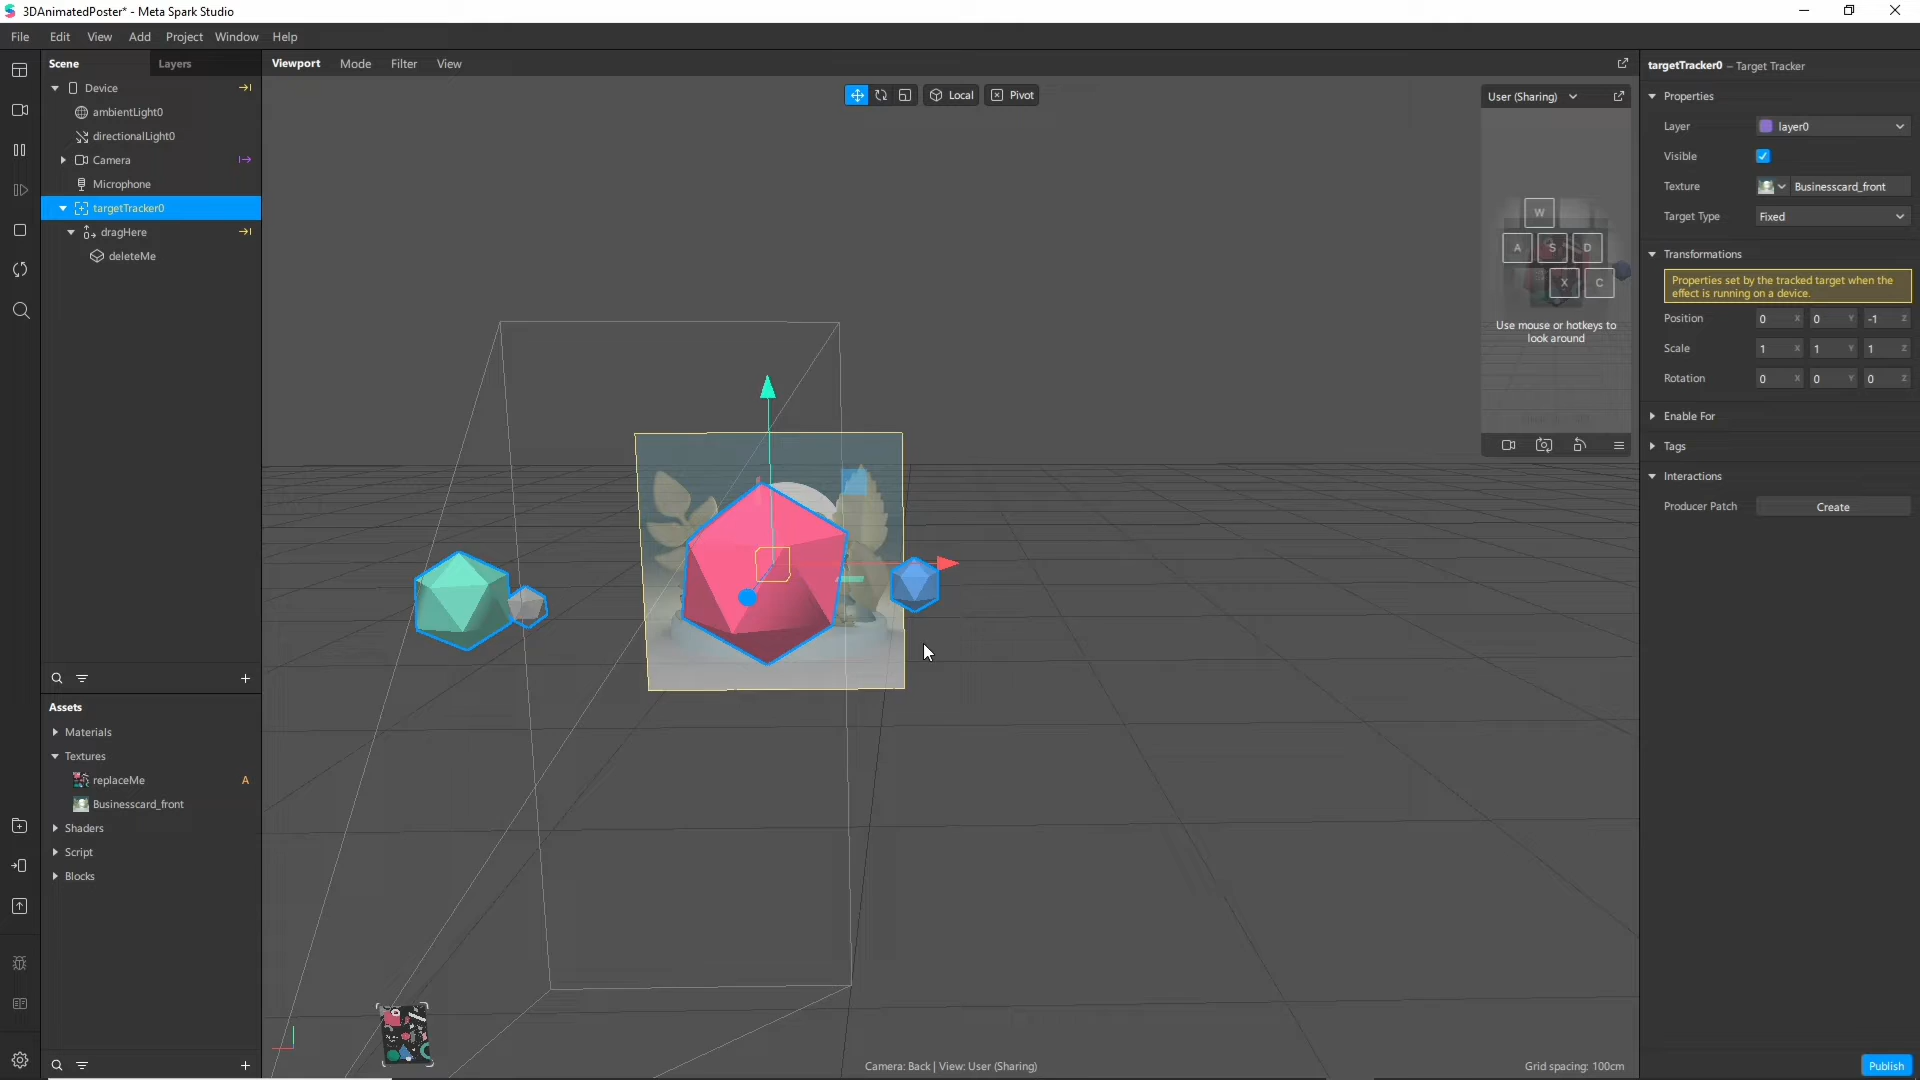 3DAnimatedPoster* - Meta Spark Studio
File Edit View Add Project Window Help
Scene Layers
Device
ambientLight0
directionalLight0
Camera
Microphone
targetTracker0
dragHere
deleteMe
Assets
Materials
Textures
replaceMe A
Businesscard_front
Shaders
Script
Blocks
Viewport Mode Filter View
Local Pivot
User (Sharing)
W
A S D
X C
Use mouse or hotkeys to
look around
Camera: Back | View: User (Sharing)
Grid spacing: 100cm
targetTracker0 – Target Tracker
Properties
Layer layer0
Visible
Texture Businesscard_front
Target Type Fixed
Transformations
Properties set by the tracked target when the
effect is running on a device.
Position 0 X 0 Y -1 Z
Scale 1 X 1 Y 1 Z
Rotation 0 X 0 Y 0 Z
Enable For
Tags
Interactions
Producer Patch Create
Publish